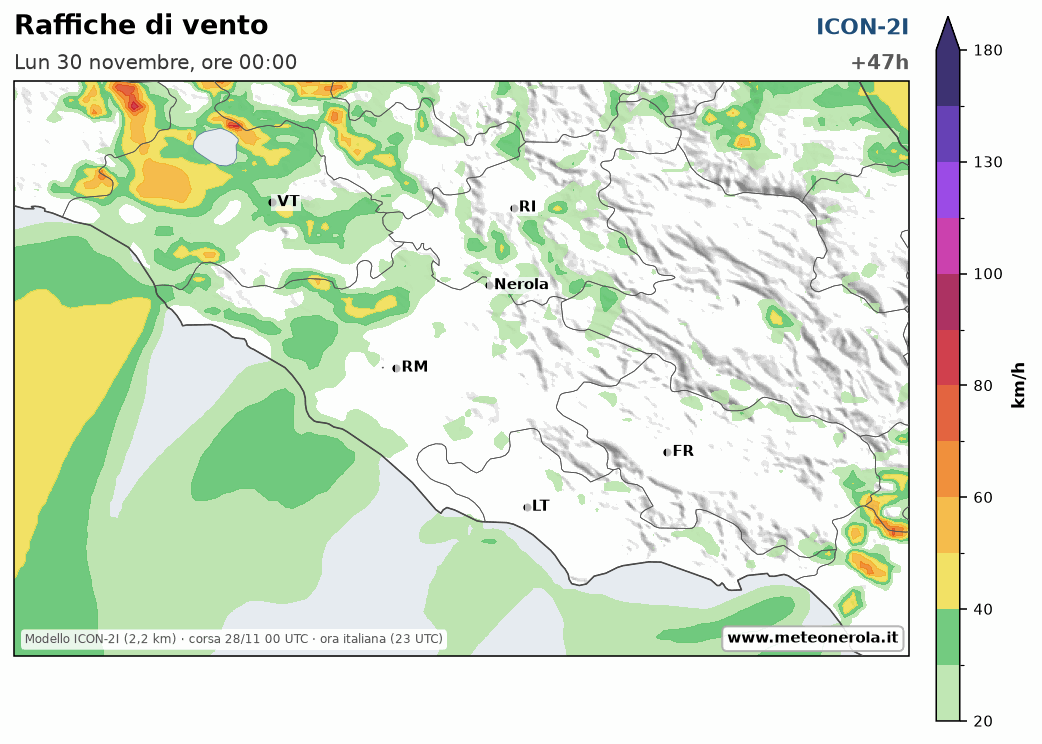 Raffiche di vento
ICON-2I
Lun 30 novembre, ore 00:00
+47h
VT
RI
Nerola
RM
FR
LT
Modello ICON-2I (2,2 km) · corsa 28/11 00 UTC · ora italiana (23 UTC)
www.meteonerola.it
180
130
100
80
60
40
20
km/h